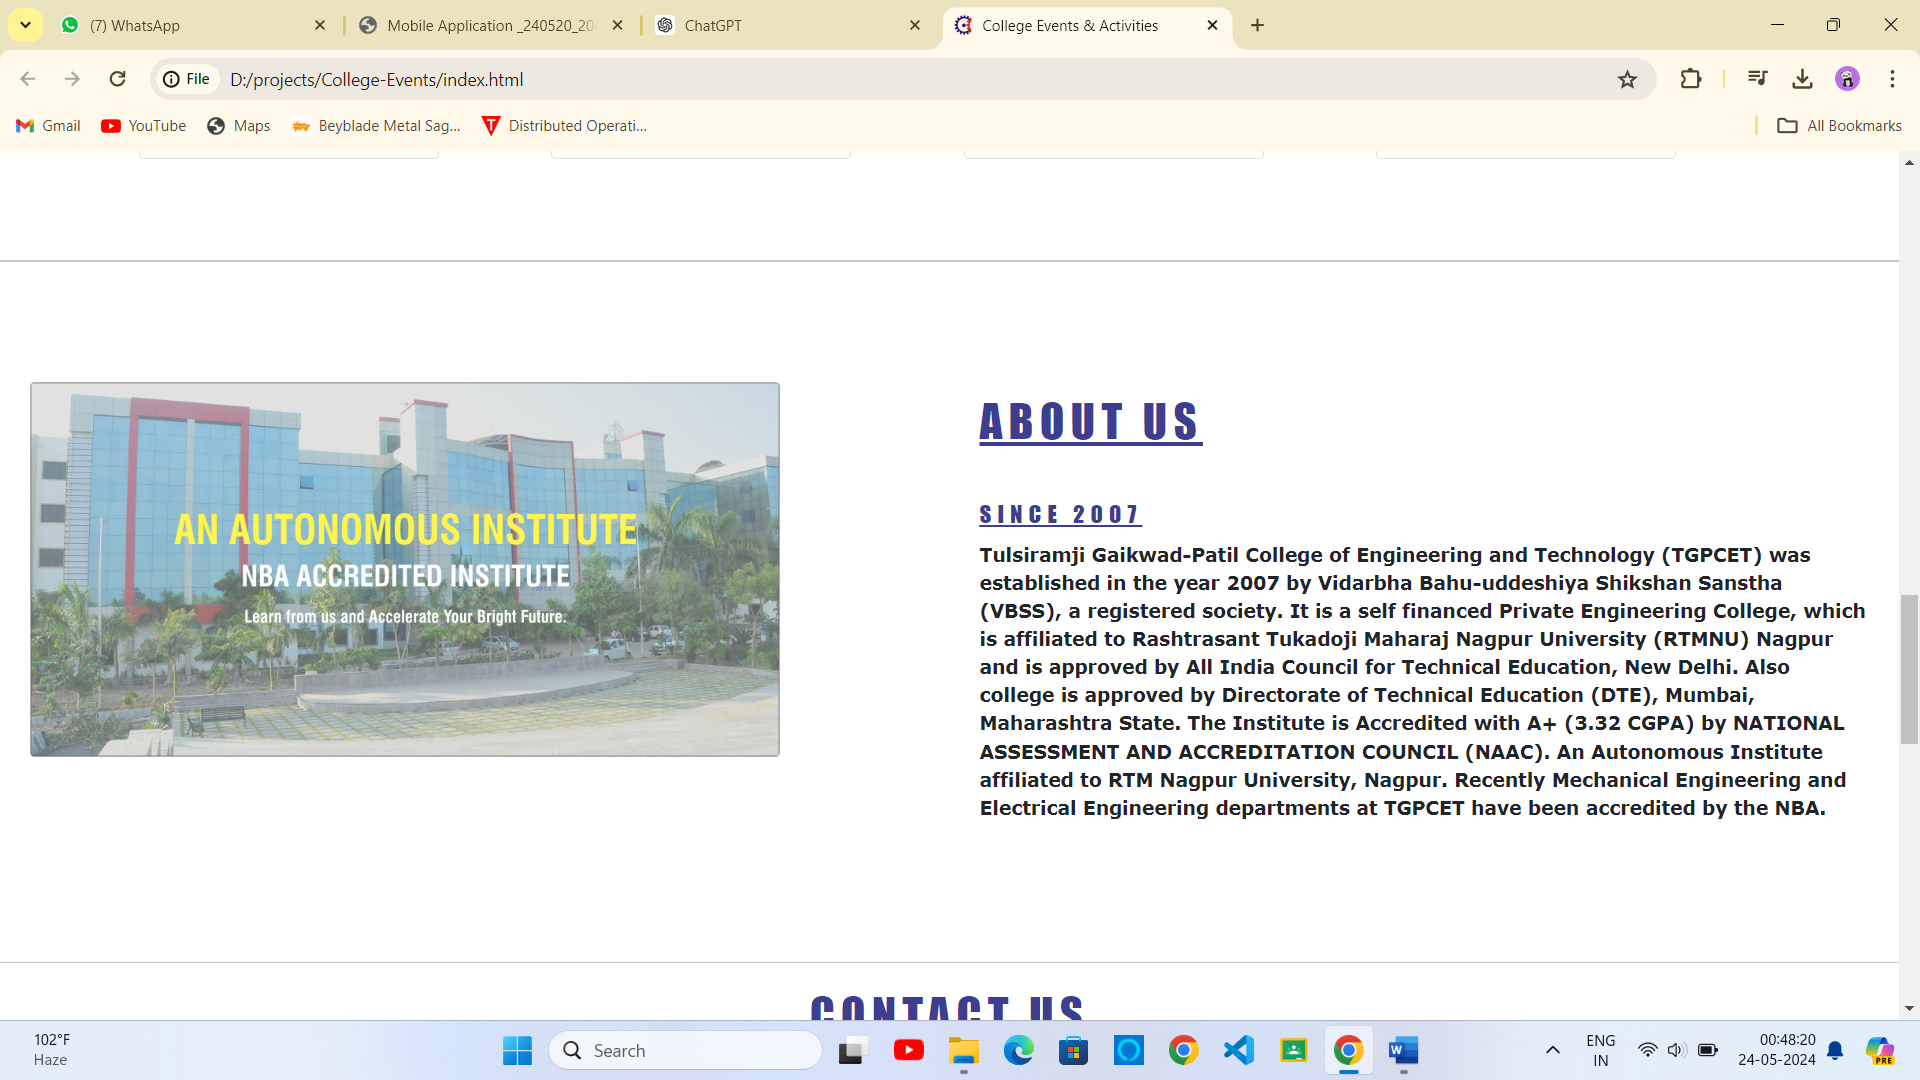 (7) WhatsApp
Mobile Application _240520_20
ChatGPT
College Events & Activities
File
D:/projects/College-Events/index.html
Gmail
YouTube
Maps
Beyblade Metal Sag...
Distributed Operati...
All Bookmarks
AN AUTONOMOUS INSTITUTE
NBA ACCREDITED INSTITUTE
Learn from us and Accelerate Your Bright Future.
ABOUT US
SINCE 2007
Tulsiramji Gaikwad-Patil College of Engineering and Technology (TGPCET) was
established in the year 2007 by Vidarbha Bahu-uddeshiya Shikshan Sanstha
(VBSS), a registered society. It is a self financed Private Engineering College, which
is affiliated to Rashtrasant Tukadoji Maharaj Nagpur University (RTMNU) Nagpur
and is approved by All India Council for Technical Education, New Delhi. Also
college is approved by Directorate of Technical Education (DTE), Mumbai,
Maharashtra State. The Institute is Accredited with A+ (3.32 CGPA) by NATIONAL
ASSESSMENT AND ACCREDITATION COUNCIL (NAAC). An Autonomous Institute
affiliated to RTM Nagpur University, Nagpur. Recently Mechanical Engineering and
Electrical Engineering departments at TGPCET have been accredited by the NBA.
CONTACT US
102°F
Haze
Search
W
ENG
IN
00:48:20
24-05-2024
PRE